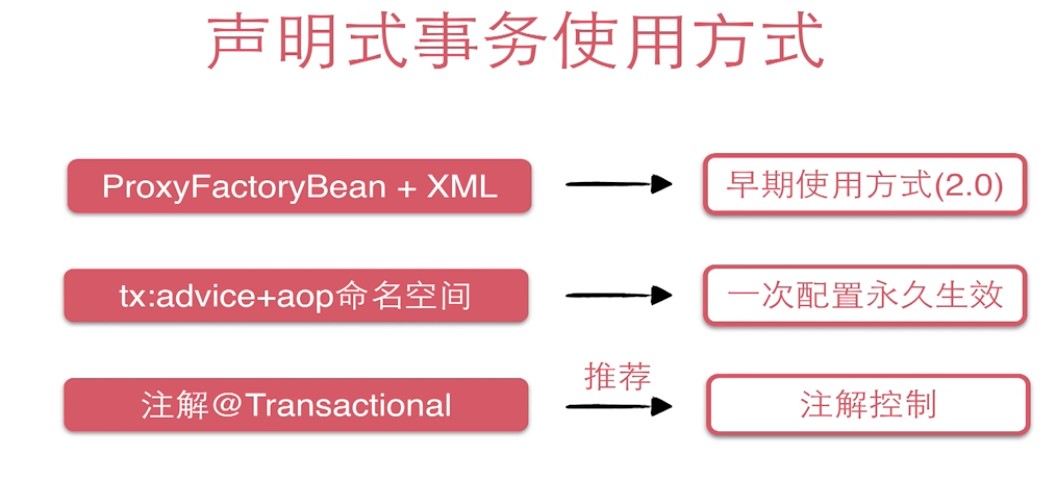 声明式事务使用方式
ProxyFactoryBean + XML
早期使用方式(2.0)
tx:advice+aop命名空间
一次配置永久生效
推荐
注解@Transactional
注解控制